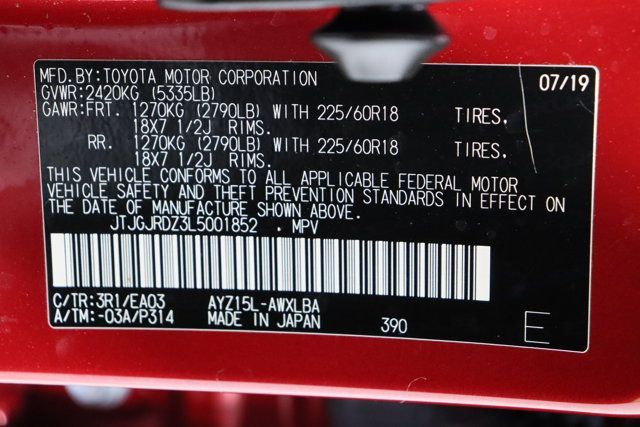 MFD.BY:TOYOTA MOTOR CORPORATION 07/19
GVWR:2420KG (5335LB)
GAWR:FRT. 1270KG (2790LB) WITH 225/60R18 TIRES,
18X7 1/2J RIMS.
RR. 1270KG (2790LB) WITH 225/60R18 TIRES,
18X7 1/2J RIMS.
THIS VEHICLE CONFORMS TO ALL APPLICABLE FEDERAL MOTOR
VEHICLE SAFETY AND THEFT PREVENTION STANDARDS IN EFFECT ON
THE DATE OF MANUFACTURE SHOWN ABOVE.
JTJGJRDZ3L5001852 . MPV
C/TR:3R1/EA03 AYZ15L-AWXLBA
A/TM:-03A/P314 MADE IN JAPAN 390 E